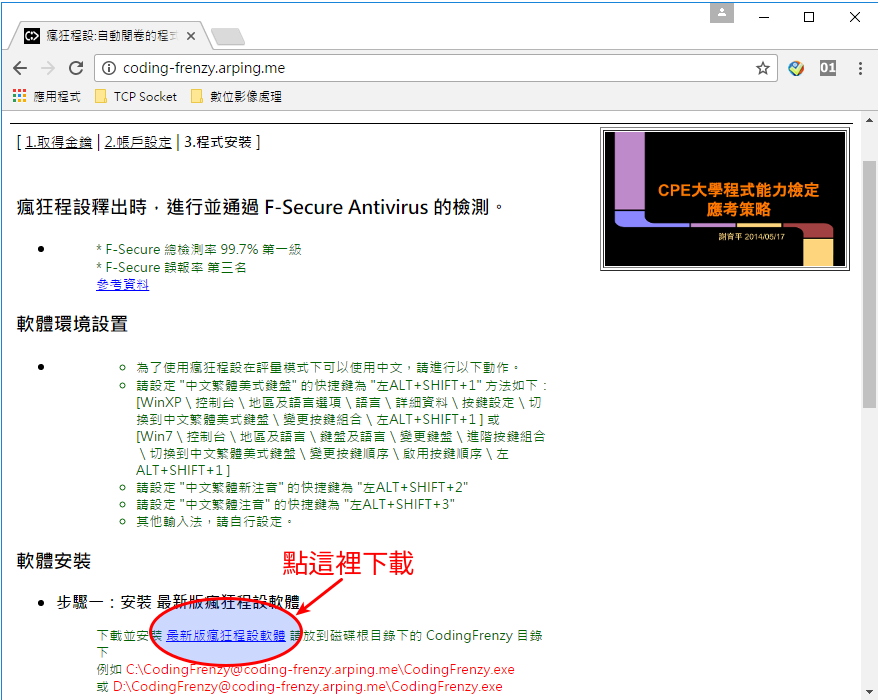 瘋狂程設:自動閱卷的程式
coding-frenzy.arping.me
01
應用程式 TCP Socket 數位影像處理
[ 1.取得金鑰 | 2.帳戶設定 | 3.程式安裝 ]
CPE大學程式能力檢定
應考策略
謝育平 2014/05/17
瘋狂程設釋出時，進行並通過 F-Secure Antivirus 的檢測。
* F-Secure 總檢測率 99.7% 第一級
* F-Secure 誤報率 第三名
參考資料
軟體環境設置
為了使用瘋狂程設在評量模式下可以使用中文，請進行以下動作。
請設定 "中文繁體美式鍵盤" 的快捷鍵為 "左ALT+SHIFT+1" 方法如下：
[WinXP \ 控制台 \ 地區及語言選項 \ 語言 \ 詳細資料 \ 按鍵設定 \ 切
換到中文繁體美式鍵盤 \ 變更按鍵組合 \ 左ALT+SHIFT+1 ] 或
[Win7 \ 控制台 \ 地區及語言 \ 鍵盤及語言 \ 變更鍵盤 \ 進階按鍵組合
\ 切換到中文繁體美式鍵盤 \ 變更按鍵順序 \ 啟用按鍵順序 \ 左
ALT+SHIFT+1 ]
請設定 "中文繁體新注音" 的快捷鍵為 "左ALT+SHIFT+2"
請設定 "中文繁體注音" 的快捷鍵為 "左ALT+SHIFT+3"
其他輸入法，請自行設定。
軟體安裝
點這裡下載
步驟一：安裝 最新版瘋狂程設軟體
下載並安裝 最新版瘋狂程設軟體 請放到磁碟根目錄下的 CodingFrenzy 目錄
下
例如 C:\CodingFrenzy@coding-frenzy.arping.me\CodingFrenzy.exe
或 D:\CodingFrenzy@coding-frenzy.arping.me\CodingFrenzy.exe